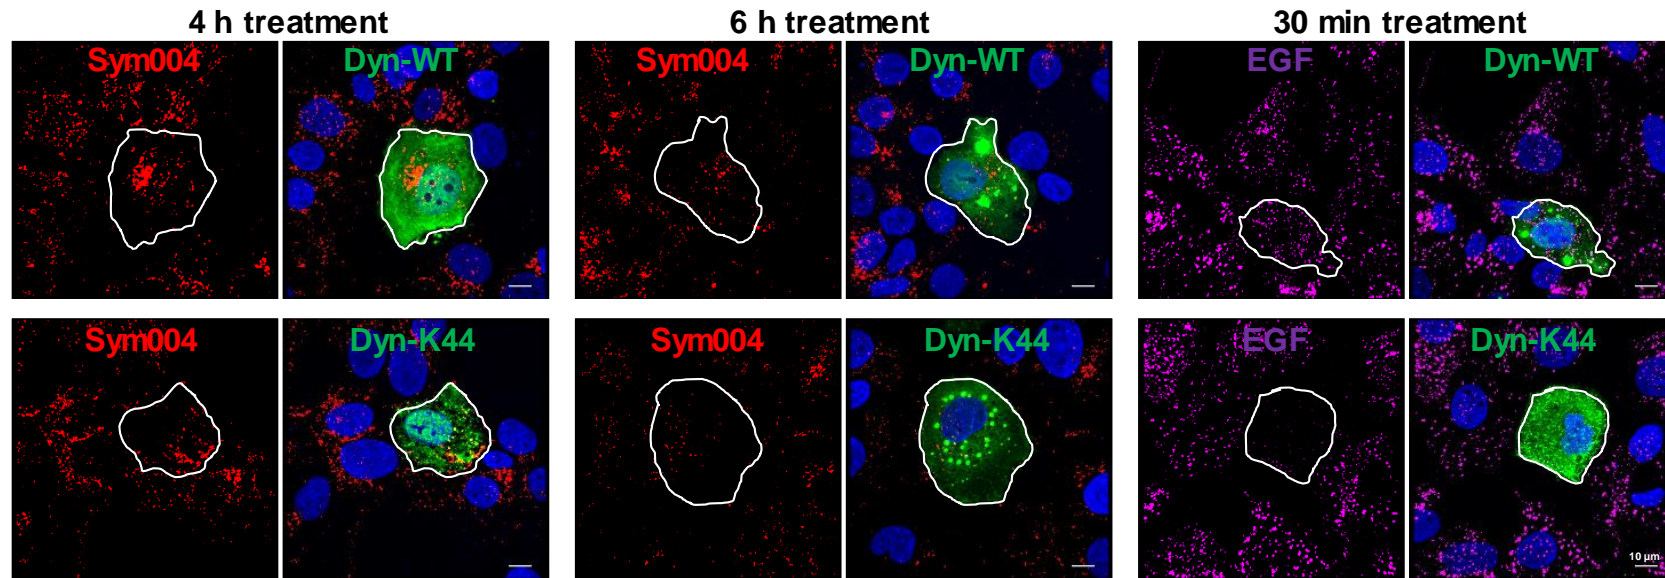 4 h treatment
6 h treatment
30 min treatment
Sym004
Dyn-WT
Sym004
Dyn-WT
EGF
Dyn-WT
Sym004
Dyn-K44
Sym004
Dyn-K44
EGF
Dyn-K44
10 µm